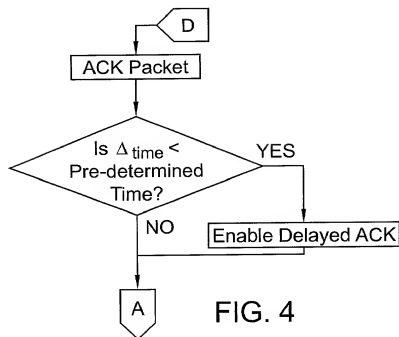 D
ACK Packet
Is Δtime <
Pre-determined
Time?
YES
NO
Enable Delayed ACK
A
FIG. 4